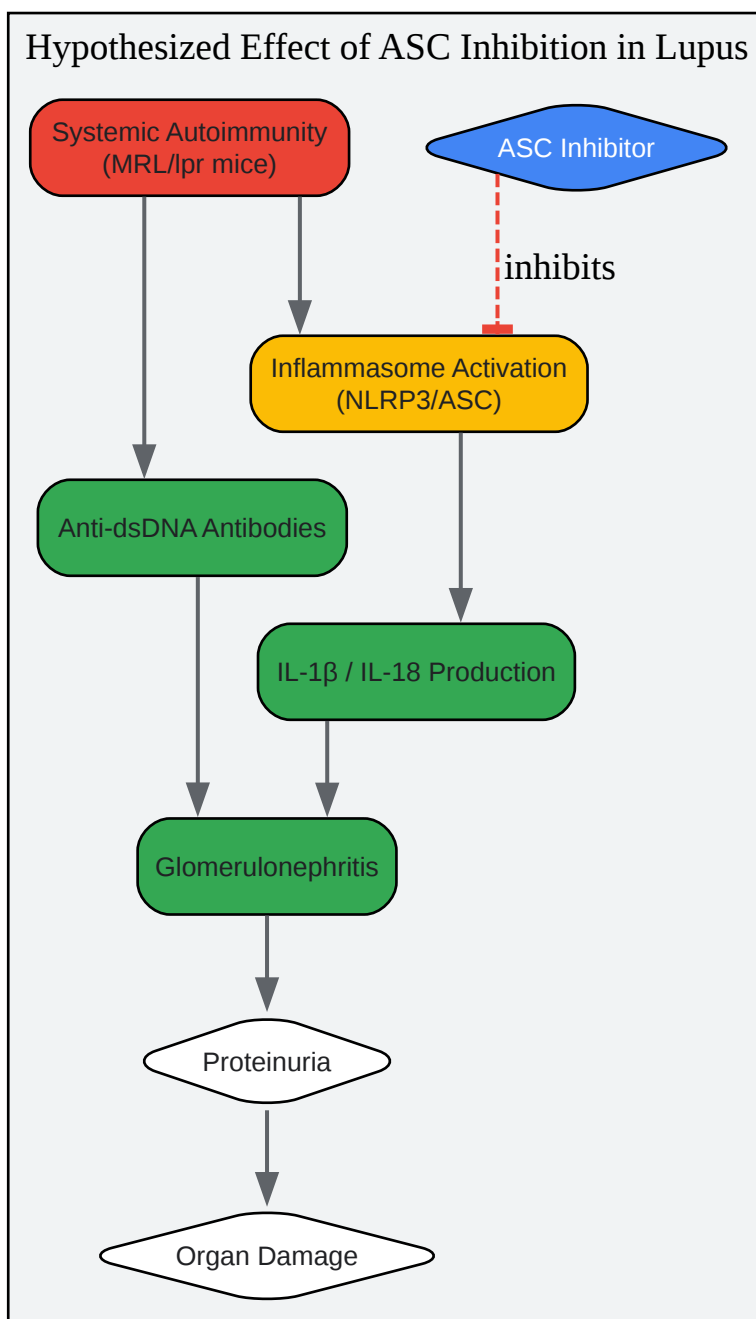 Hypothesized Effect of ASC Inhibition in Lupus
Systemic Autoimmunity
(MRL/lpr mice)
ASC Inhibitor
inhibits
Inflammasome Activation
(NLRP3/ASC)
Anti-dsDNA Antibodies
IL-1β / IL-18 Production
Glomerulonephritis
Proteinuria
Organ Damage